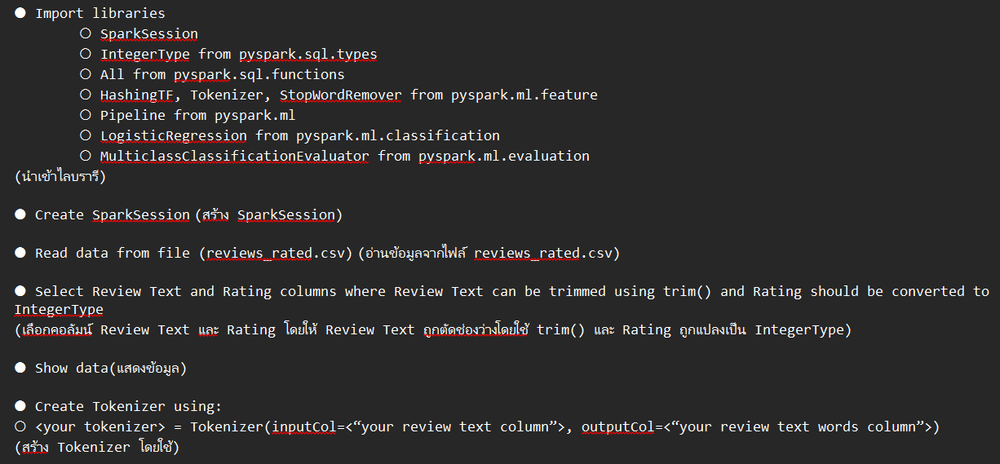 ● Import libraries
○ SparkSession
○ IntegerType from pyspark.sql.types
○ All from pyspark.sql.functions
○ HashingTF, Tokenizer, StopWordRemover from pyspark.ml.feature
○ Pipeline from pyspark.ml
○ LogisticRegression from pyspark.ml.classification
○ MulticlassClassificationEvaluator from pyspark.ml.evaluation
(นำเข้าไลบรารี)
● Create SparkSession (สร้าง SparkSession)
● Read data from file (reviews_rated.csv) (อ่านข้อมูลจากไฟล์ reviews_rated.csv)
● Select Review Text and Rating columns where Review Text can be trimmed using trim() and Rating should be converted to
IntegerType
(เลือกคอลัมน์ Review Text และ Rating โดยให้ Review Text ถูกตัดช่องว่างโดยใช้ trim() และ Rating ถูกแปลงเป็น IntegerType)
● Show data(แสดงข้อมูล)
● Create Tokenizer using:
○ <your tokenizer> = Tokenizer(inputCol=<“your review text column”>, outputCol=<“your review text words column”>)
(สร้าง Tokenizer โดยใช้)